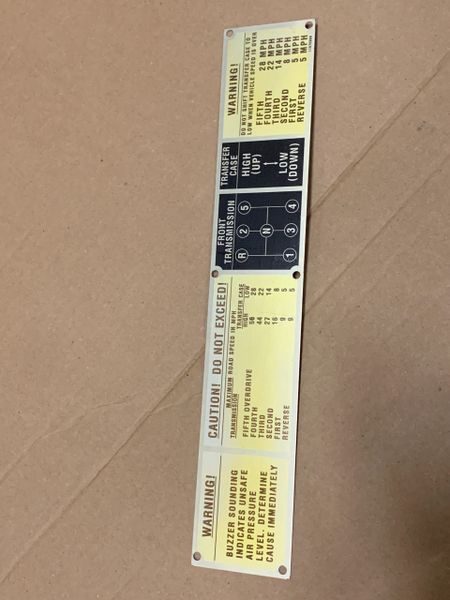 WARNING!
BUZZER SOUNDING
INDICATES UNSAFE
AIR PRESSURE
LEVEL. DETERMINE
CAUSE IMMEDIATELY
CAUTION! DO NOT EXCEED!
MAXIMUM ROAD SPEED IN MPH
TRANSMISSION TRANSFER CASE
HIGH LOW
FIFTH OVERDRIVE 56 28
FOURTH 44 22
THIRD 27 14
SECOND 16 8
FIRST 9 5
REVERSE 9 5
FRONT
TRANSMISSION
R 2 5
N
1 3 4
TRANSFER
CASE
HIGH
(UP)
↕
LOW
(DOWN)
WARNING!
DO NOT SHIFT TRANSFER CASE TO
LOW WHEN VEHICLE SPEED IS OVER
FIFTH 28 MPH
FOURTH 22 MPH
THIRD 14 MPH
SECOND 8 MPH
FIRST 5 MPH
REVERSE 5 MPH